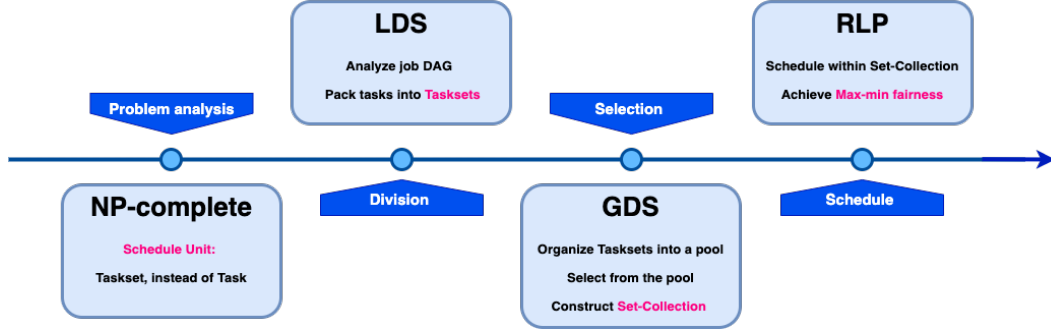 Problem analysis
NP-complete
Schedule Unit:
Taskset, instead of Task
LDS
Analyze job DAG
Pack tasks into Tasksets
Division
Selection
GDS
Organize Tasksets into a pool
Select from the pool
Construct Set-Collection
RLP
Schedule within Set-Collection
Achieve Max-min fairness
Schedule